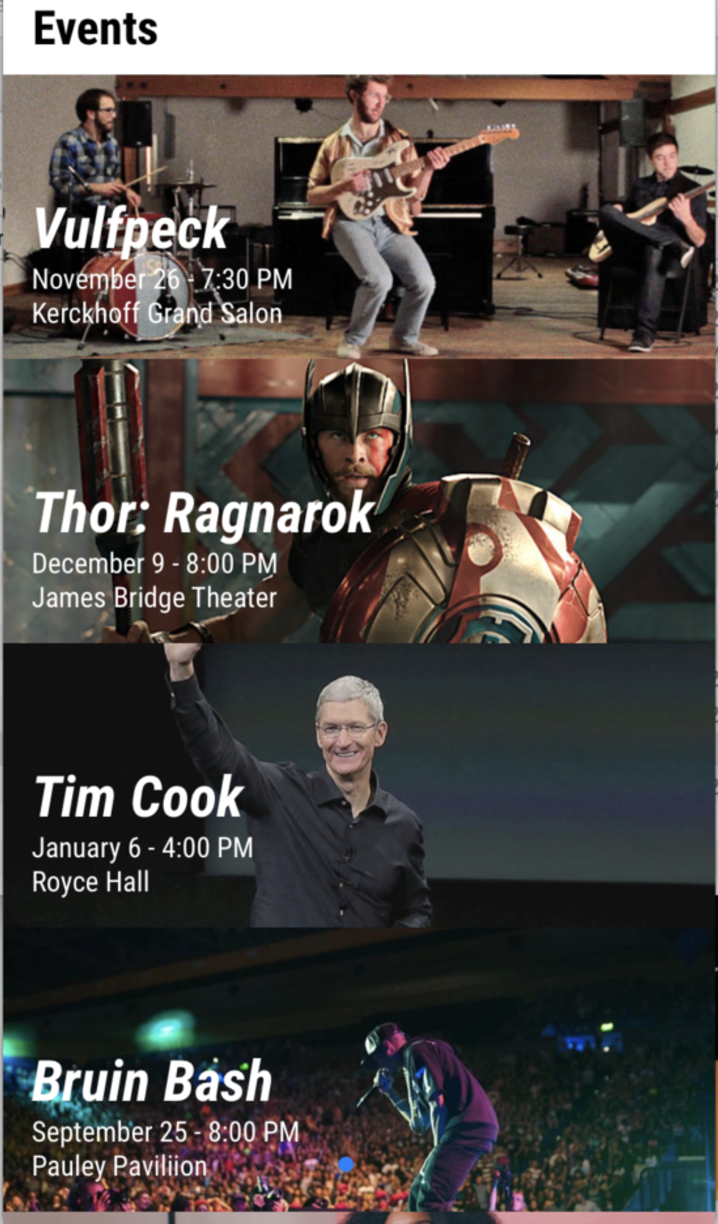 Events
Vulfpeck
November 26 - 7:30 PM
Kerckhoff Grand Salon
Thor: Ragnarok
December 9 - 8:00 PM
James Bridge Theater
Tim Cook
January 6 - 4:00 PM
Royce Hall
Bruin Bash
September 25 - 8:00 PM
Pauley Paviliion